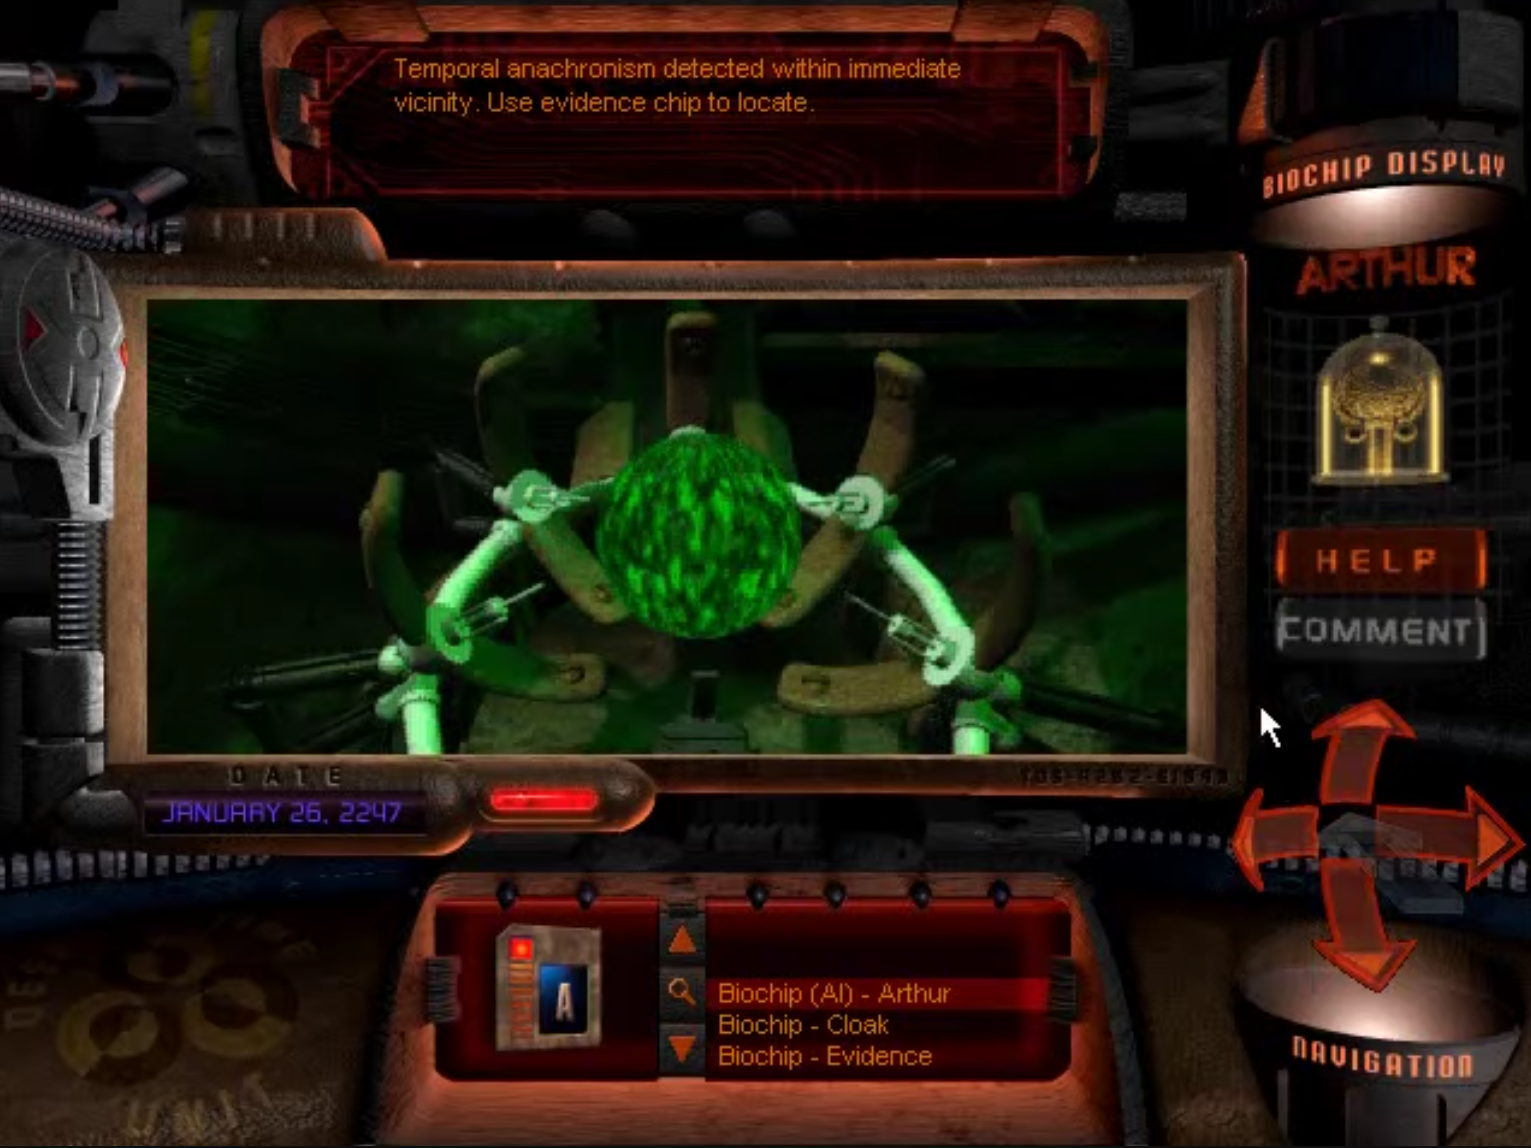 Temporal anachronism detected within immediate
vicinity. Use evidence chip to locate.
BIOCHIP DISPLAY
ARTHUR
HELP
COMMENT
DATE
JANUARY 26, 2247
A
Biochip (AI) - Arthur
Biochip - Cloak
Biochip - Evidence
NAVIGATION
UNIT